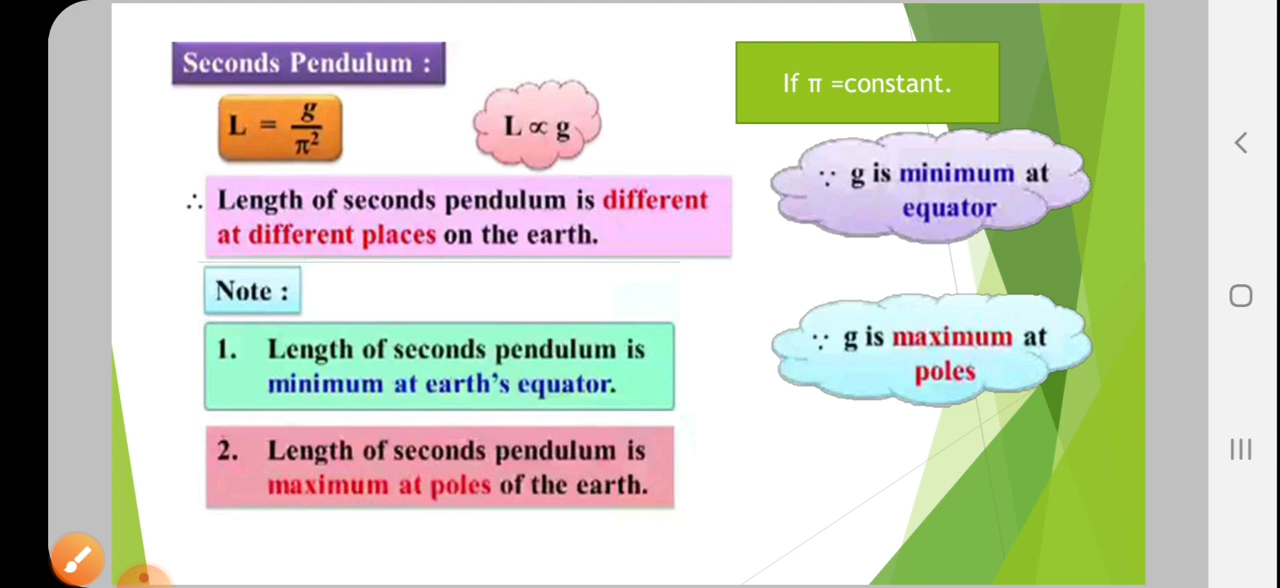 Seconds Pendulum :
If π =constant.
L = g/π²
L ∝ g
∵ g is minimum at
equator
∴ Length of seconds pendulum is different
at different places on the earth.
Note :
1. Length of seconds pendulum is
minimum at earth's equator.
∵ g is maximum at
poles
2. Length of seconds pendulum is
maximum at poles of the earth.